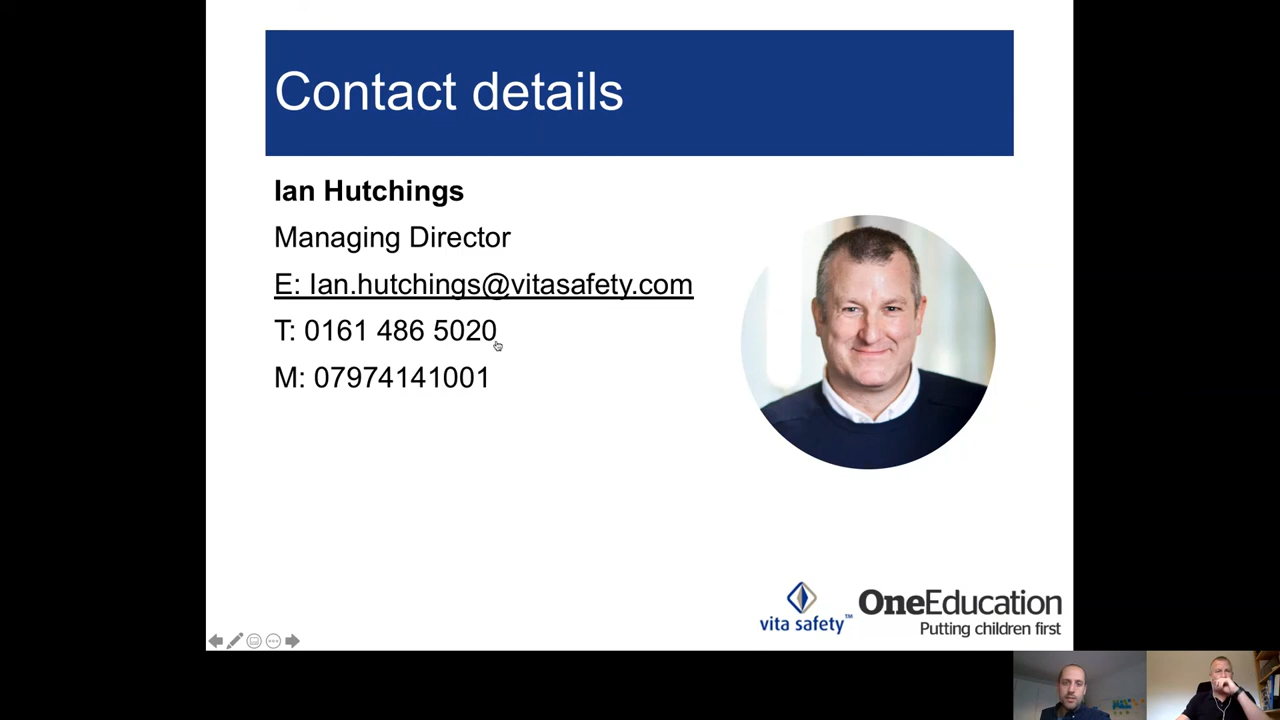 Contact details
Ian Hutchings
Managing Director
E: Ian.hutchings@vitasafety.com
T: 0161 486 5020
M: 07974141001
vita safety™
OneEducation
Putting children first